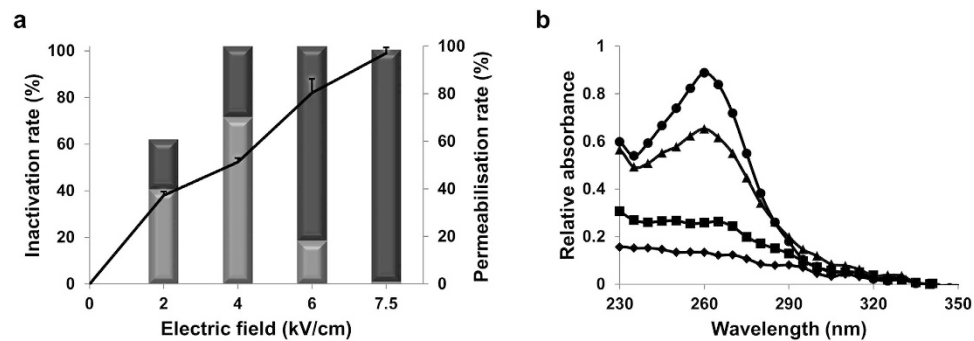 a
Inactivation rate (%)
100
80
60
40
20
0
0 2 4 6 7.5
Electric field (kV/cm)
100
80
60
40
20
0
Permeabilisation rate (%)
b
Relative absorbance
1
0.8
0.6
0.4
0.2
0
230 260 290 320 350
Wavelength (nm)